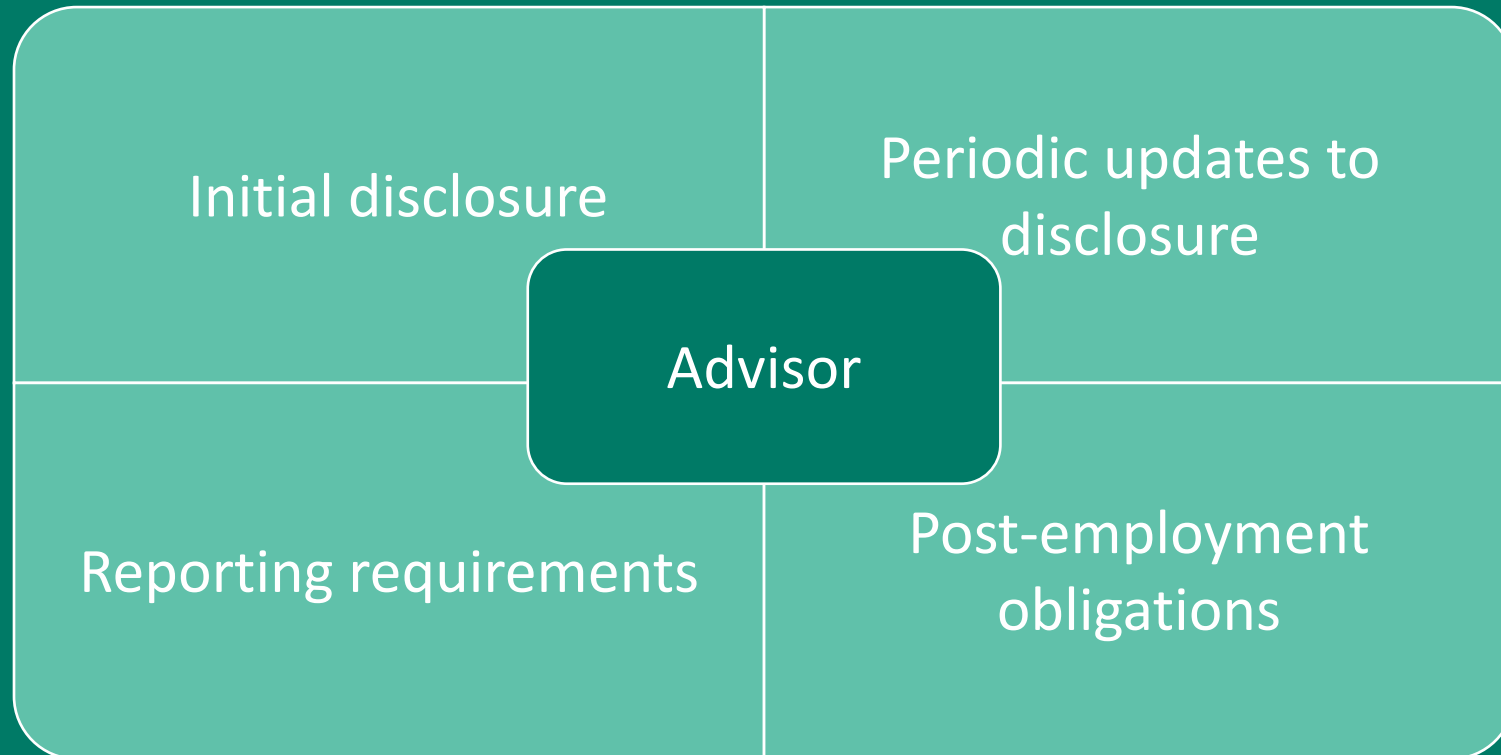 Initial disclosure
Periodic updates to
disclosure
Advisor
Reporting requirements
Post-employment
obligations